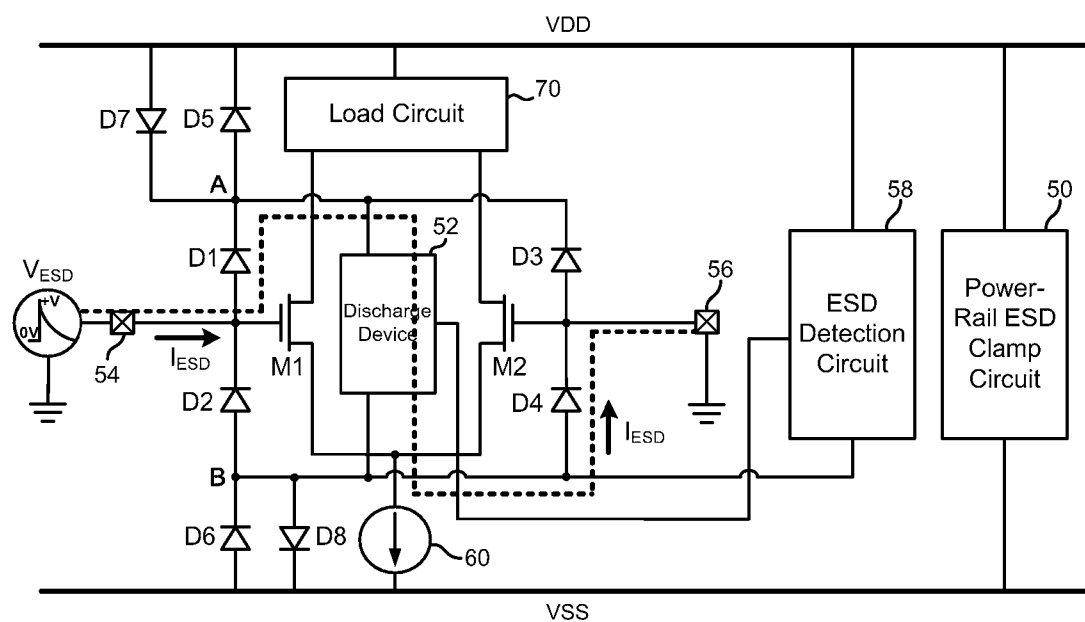 VDD
70
Load Circuit
D7
D5
A
58
50
52
D1
D3
V_ESD
56
+V
0V
Discharge
Device
ESD
Detection
Circuit
Power-
Rail ESD
Clamp
Circuit
54
I_ESD
M1
M2
D2
D4
I_ESD
B
D6
D8
60
VSS